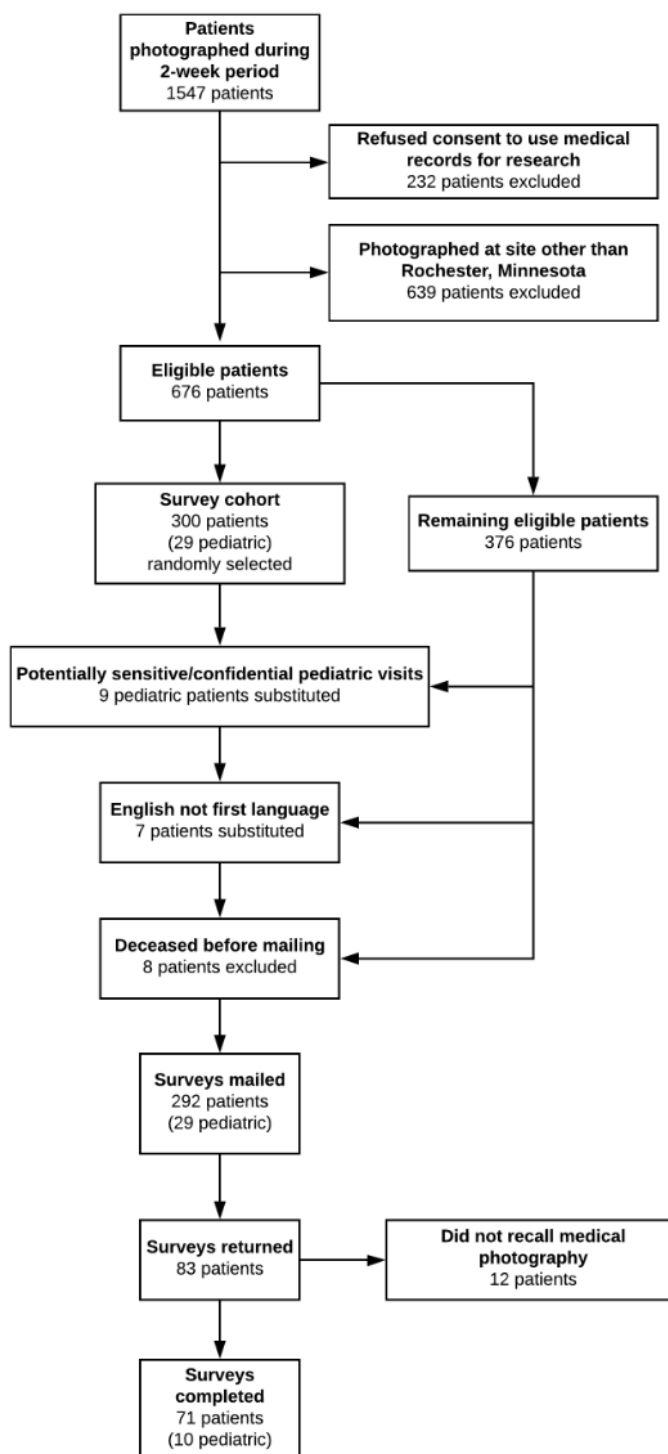 Patients
photographed during
2-week period
1547 patients
Refused consent to use medical
records for research
232 patients excluded
Photographed at site other than
Rochester, Minnesota
639 patients excluded
Eligible patients
676 patients
Survey cohort
300 patients
(29 pediatric)
randomly selected
Remaining eligible patients
376 patients
Potentially sensitive/confidential pediatric visits
9 pediatric patients substituted
English not first language
7 patients substituted
Deceased before mailing
8 patients excluded
Surveys mailed
292 patients
(29 pediatric)
Surveys returned
83 patients
Did not recall medical
photography
12 patients
Surveys
completed
71 patients
(10 pediatric)